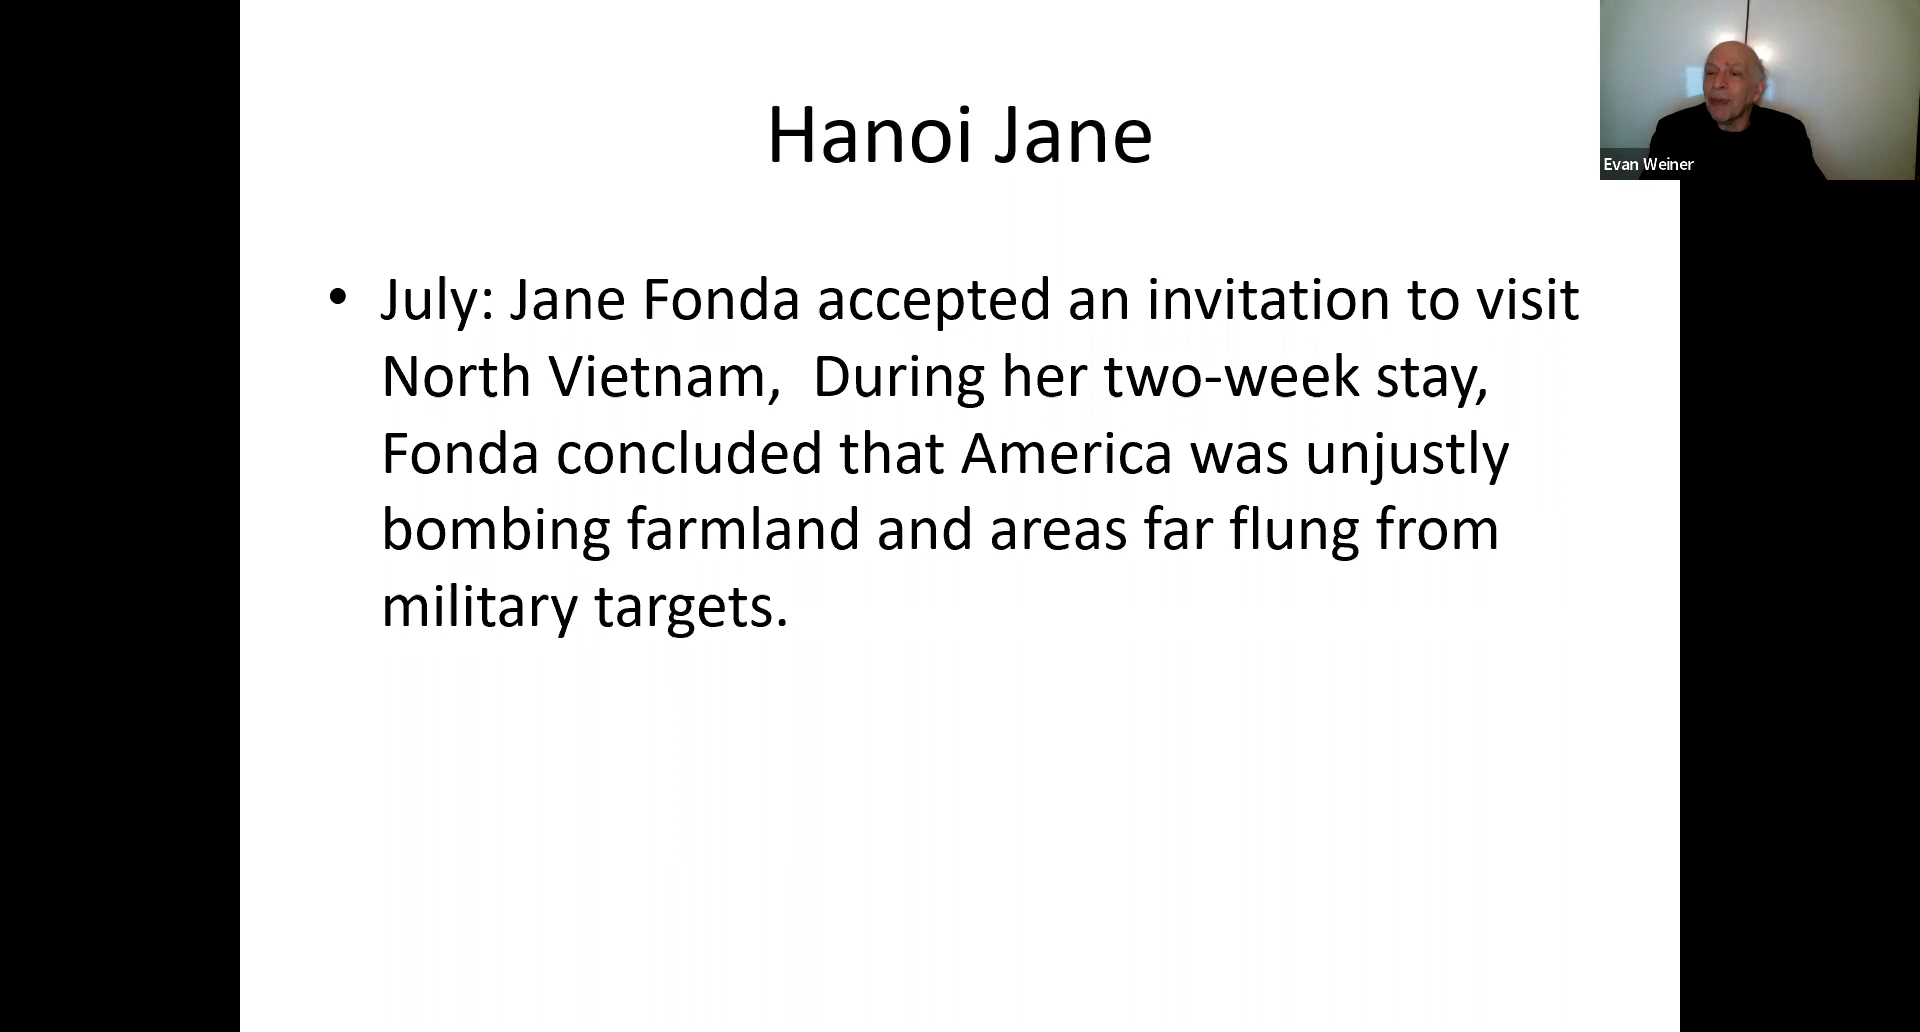 Hanoi Jane
Evan Weiner
• July: Jane Fonda accepted an invitation to visit
North Vietnam,  During her two-week stay,
Fonda concluded that America was unjustly
bombing farmland and areas far flung from
military targets.